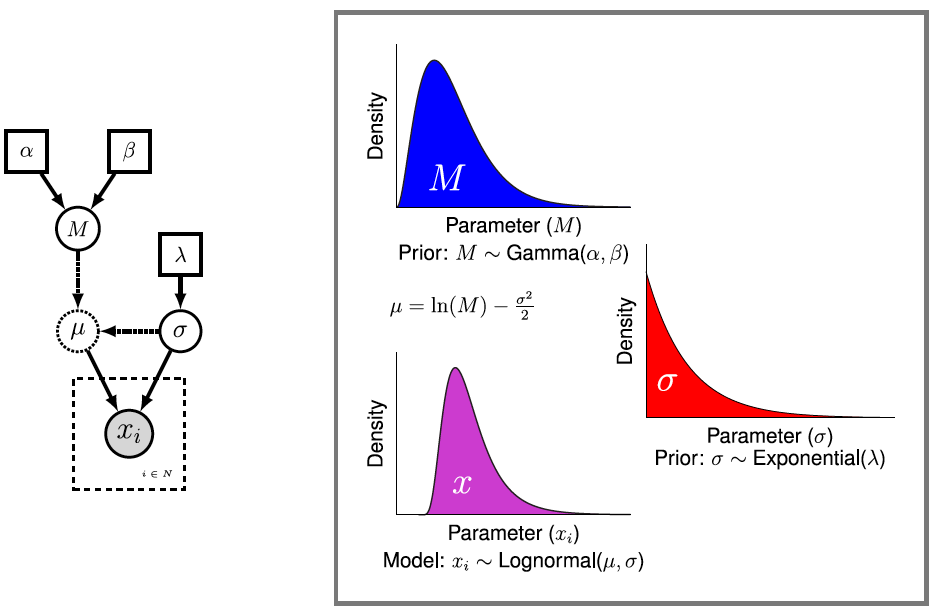 α
β
M
λ
μ
σ
x_i
i ∈ N
Density
M
Parameter (M)
Prior: M ∼ Gamma(α, β)
μ = ln(M) − σ²/2
Density
σ
Parameter (σ)
Prior: σ ∼ Exponential(λ)
Density
x
Parameter (x_i)
Model: x_i ∼ Lognormal(μ, σ)